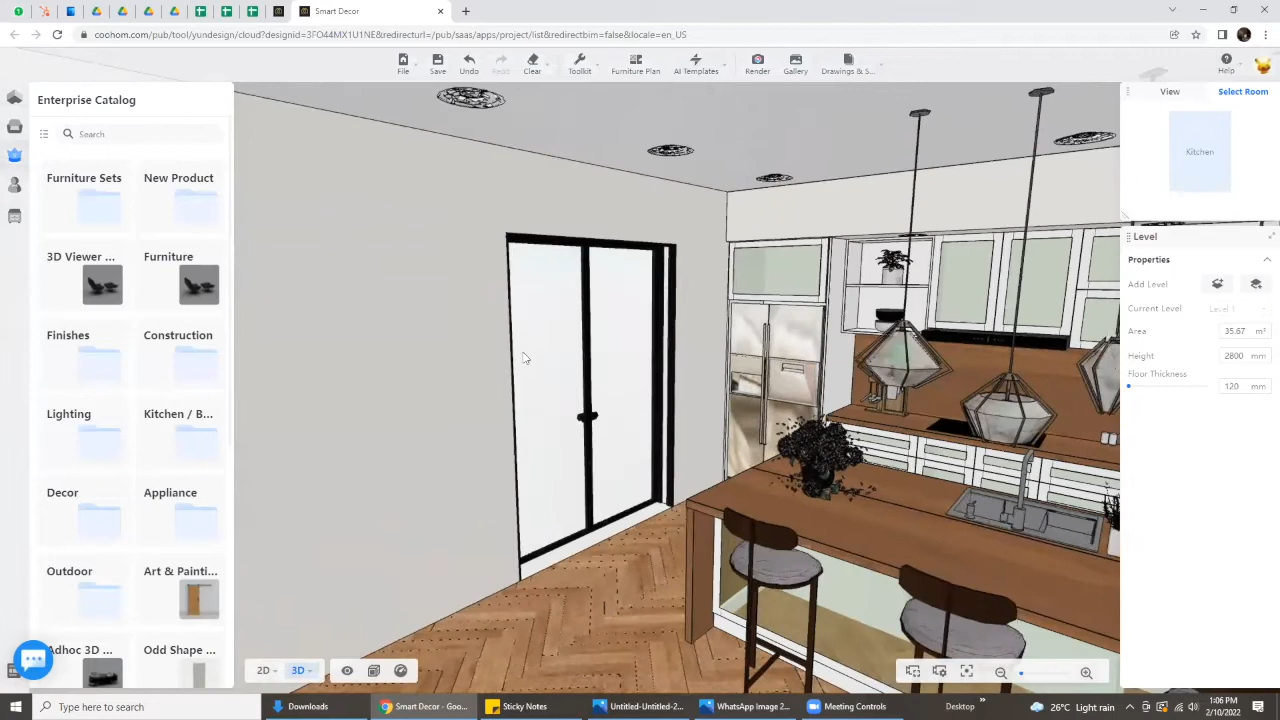 Smart Decor
coohom.com/pub/tool/yundesign/cloud?designid=3FO44MX1U1NE&redirecturl=/pub/saas/apps/project/list&redirectbim=false&locale=en_US
File
Save
Undo
Redo
Clear
Toolkit
Furniture Plan
AI Templates
Render
Gallery
Drawings & S...
Help
Enterprise Catalog
Search
Furniture Sets
New Product
3D Viewer ...
Furniture
Finishes
Construction
Lighting
Kitchen / B...
Decor
Appliance
Outdoor
Art & Painti...
Adhoc 3D ...
Odd Shape ...
2D
3D
View
Select Room
Kitchen
Level
Properties
Add Level
Current Level Level 1
Area 35.67 m²
Height 2800 mm
Floor Thickness
120 mm
Type here to search
Downloads
Smart Decor - Goo...
Sticky Notes
Untitled-Untitled-2...
WhatsApp Image 2...
Meeting Controls
Desktop
26°C Light rain
1:06 PM
2/10/2022